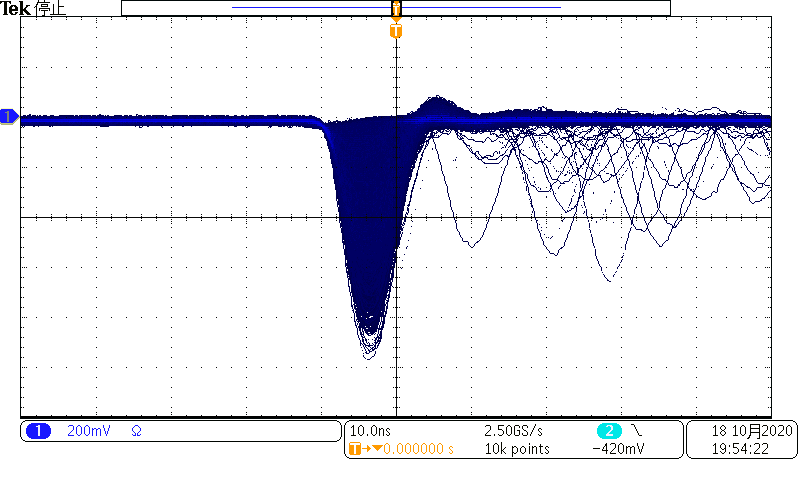 Tek 停止
T
T
1
1 200mV Ω
10.0ns 2.50GS/s 2
T→▼0.000000 s 10k points −420mV
18 10月2020
19:54:22